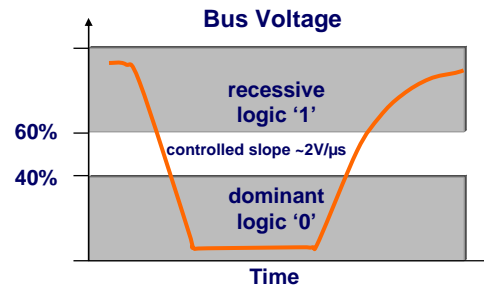 Bus Voltage
recessive
logic ‘1’
60%
controlled slope ~2V/µs
40%
dominant
logic ‘0’
Time